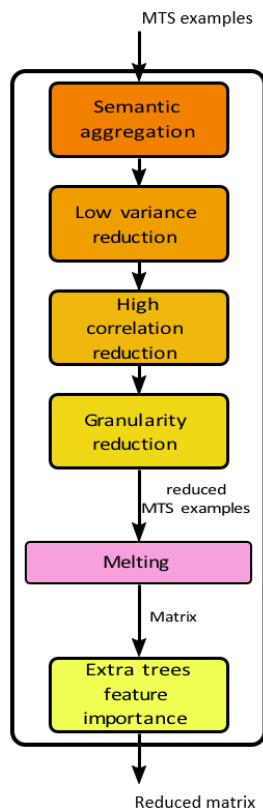 MTS examples
Semantic
aggregation
Low variance
reduction
High
correlation
reduction
Granularity
reduction
reduced
MTS examples
Melting
Matrix
Extra trees
feature
importance
Reduced matrix